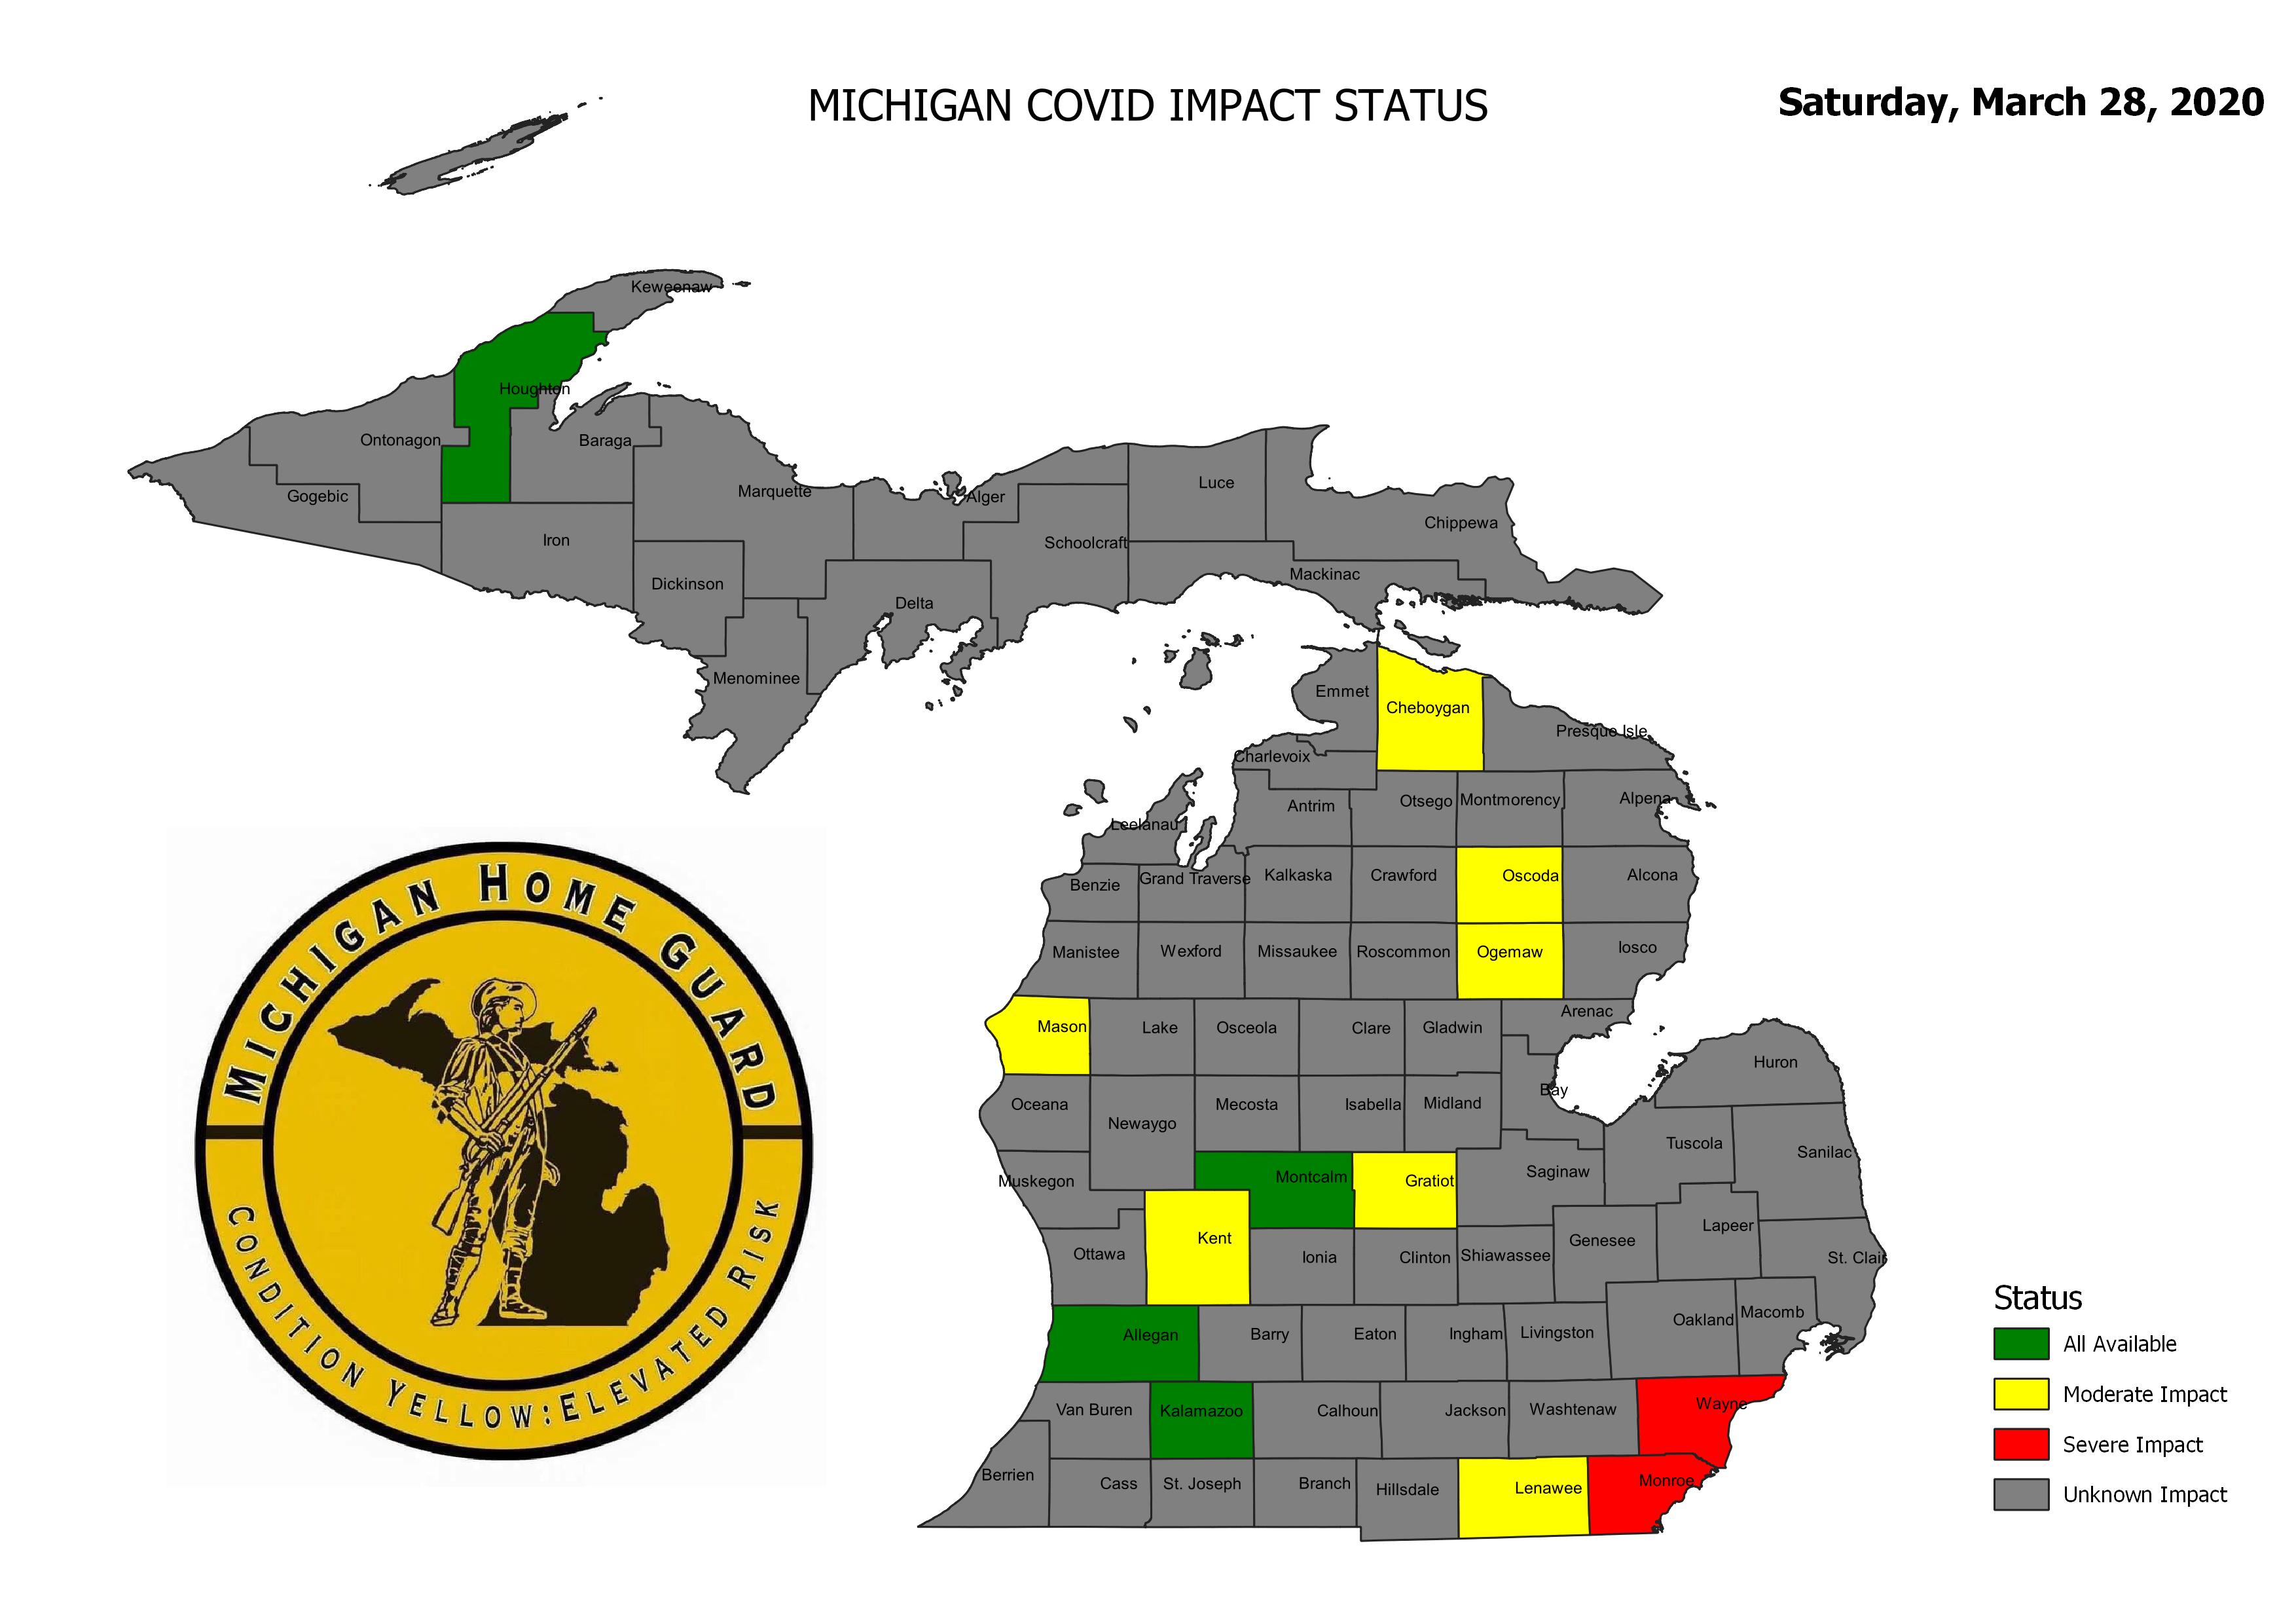 MICHIGAN COVID IMPACT STATUS
Saturday, March 28, 2020
Keweenaw
Houghton
Ontonagon
Baraga
Gogebic
Marquette
Alger
Luce
Chippewa
Iron
Schoolcraft
Mackinac
Dickinson
Delta
Menominee
Emmet
Cheboygan
Presque Isle
Charlevoix
Antrim
Otsego
Montmorency
Alpena
Leelanau
Benzie
Grand Traverse
Kalkaska
Crawford
Oscoda
Alcona
Manistee
Wexford
Missaukee
Roscommon
Ogemaw
Iosco
Mason
Lake
Osceola
Clare
Gladwin
Arenac
Huron
Oceana
Newaygo
Mecosta
Isabella
Midland
Bay
Tuscola
Sanilac
Muskegon
Montcalm
Gratiot
Saginaw
Lapeer
Kent
Ottawa
Ionia
Clinton
Shiawassee
Genesee
St. Clair
Allegan
Barry
Eaton
Ingham
Livingston
Oakland
Macomb
Van Buren
Kalamazoo
Calhoun
Jackson
Washtenaw
Wayne
Berrien
Cass
St. Joseph
Branch
Hillsdale
Lenawee
Monroe
MICHIGAN HOME GUARD
CONDITION YELLOW:ELEVATED RISK
Status
All Available
Moderate Impact
Severe Impact
Unknown Impact